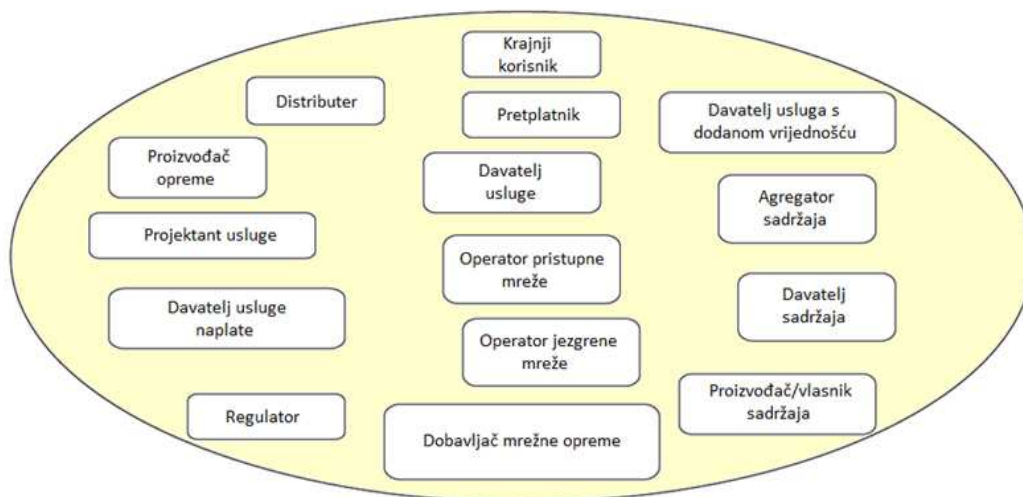 Krajnji
korisnik
Distributer
Pretplatnik
Davatelj usluga s
dodanom vrijednošću
Proizvođač
opreme
Davatelj
usluge
Agregator
sadržaja
Projektant usluge
Operator pristupne
mreže
Davatelj usluge
naplate
Davatelj
sadržaja
Operator jezgrene
mreže
Regulator
Dobavljač mrežne opreme
Proizvođač/vlasnik
sadržaja